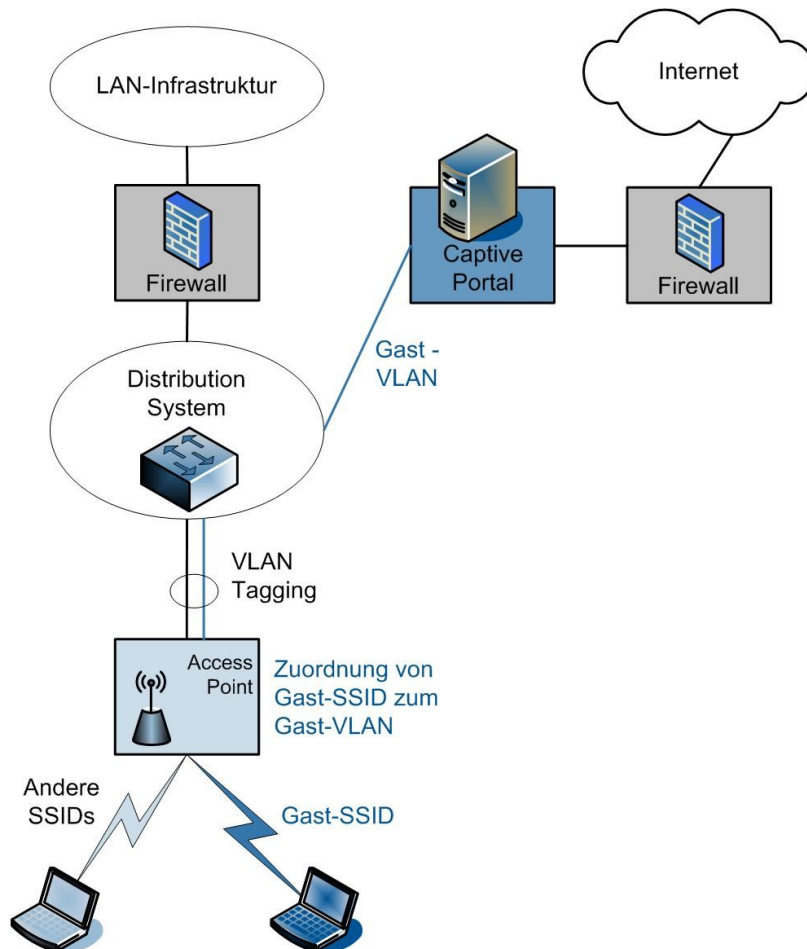 LAN-Infrastruktur
Internet
Firewall
Captive
Portal
Firewall
Gast -
VLAN
Distribution
System
VLAN
Tagging
Access
Point
Zuordnung von
Gast-SSID zum
Gast-VLAN
Andere
SSIDs
Gast-SSID